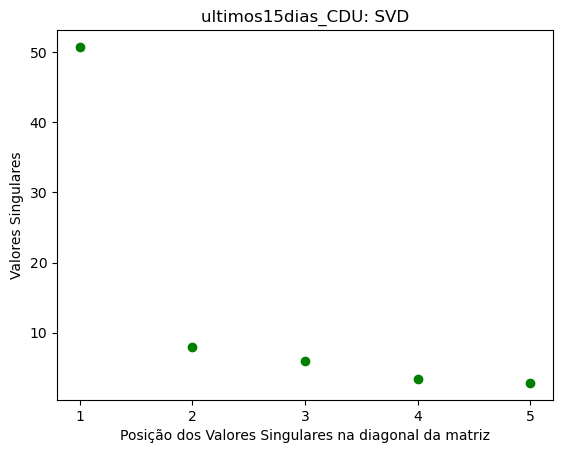 ultimos15dias_CDU: SVD
Valores Singulares
50
40
30
20
10
1 2 3 4 5
Posição dos Valores Singulares na diagonal da matriz